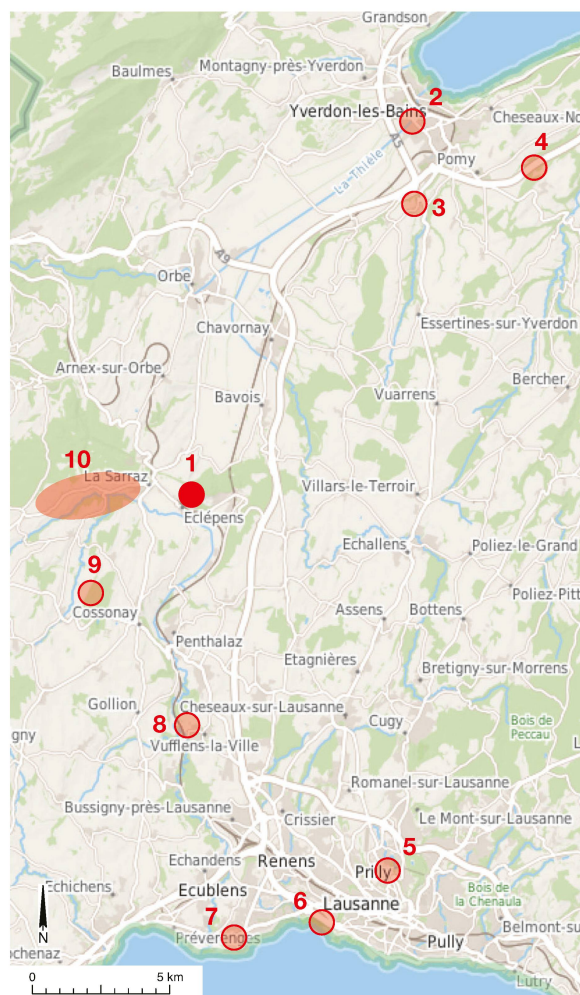 Grandson
Montagny-près-Yverdon
Baulmes
2
Yverdon-les-Bains
Cheseaux-No
4
A5
La Thièle
Pomy
3
A9
Orbe
Essertines-sur-Yverdon
Chavornay
Arnex-sur-Orbe
Bercher
Bavois
Vuarrens
10
1
La Sarraz
Villars-le-Terroir
Eclépens
Echallens
Poliez-le-Grand
9
Poliez-Pitt
Cossonay
Assens
Bottens
Penthalaz
Etagnières
Bretigny-sur-Morrens
Gollion
Cheseaux-sur-Lausanne
8
Cugy
Bois de
Peccau
igny
L
Vufflens-la-Ville
Romanel-sur-Lausanne
Bussigny-près-Lausanne
Crissier
Le Mont-sur-Lausanne
5
Echandens
Renens
Prilly
Echichens
Ecublens
Bois de
la Chenaula
6
Lausanne
7
Belmont-sur
N
Préverenges
Pully
ochenaz
Lutry
0
5 km